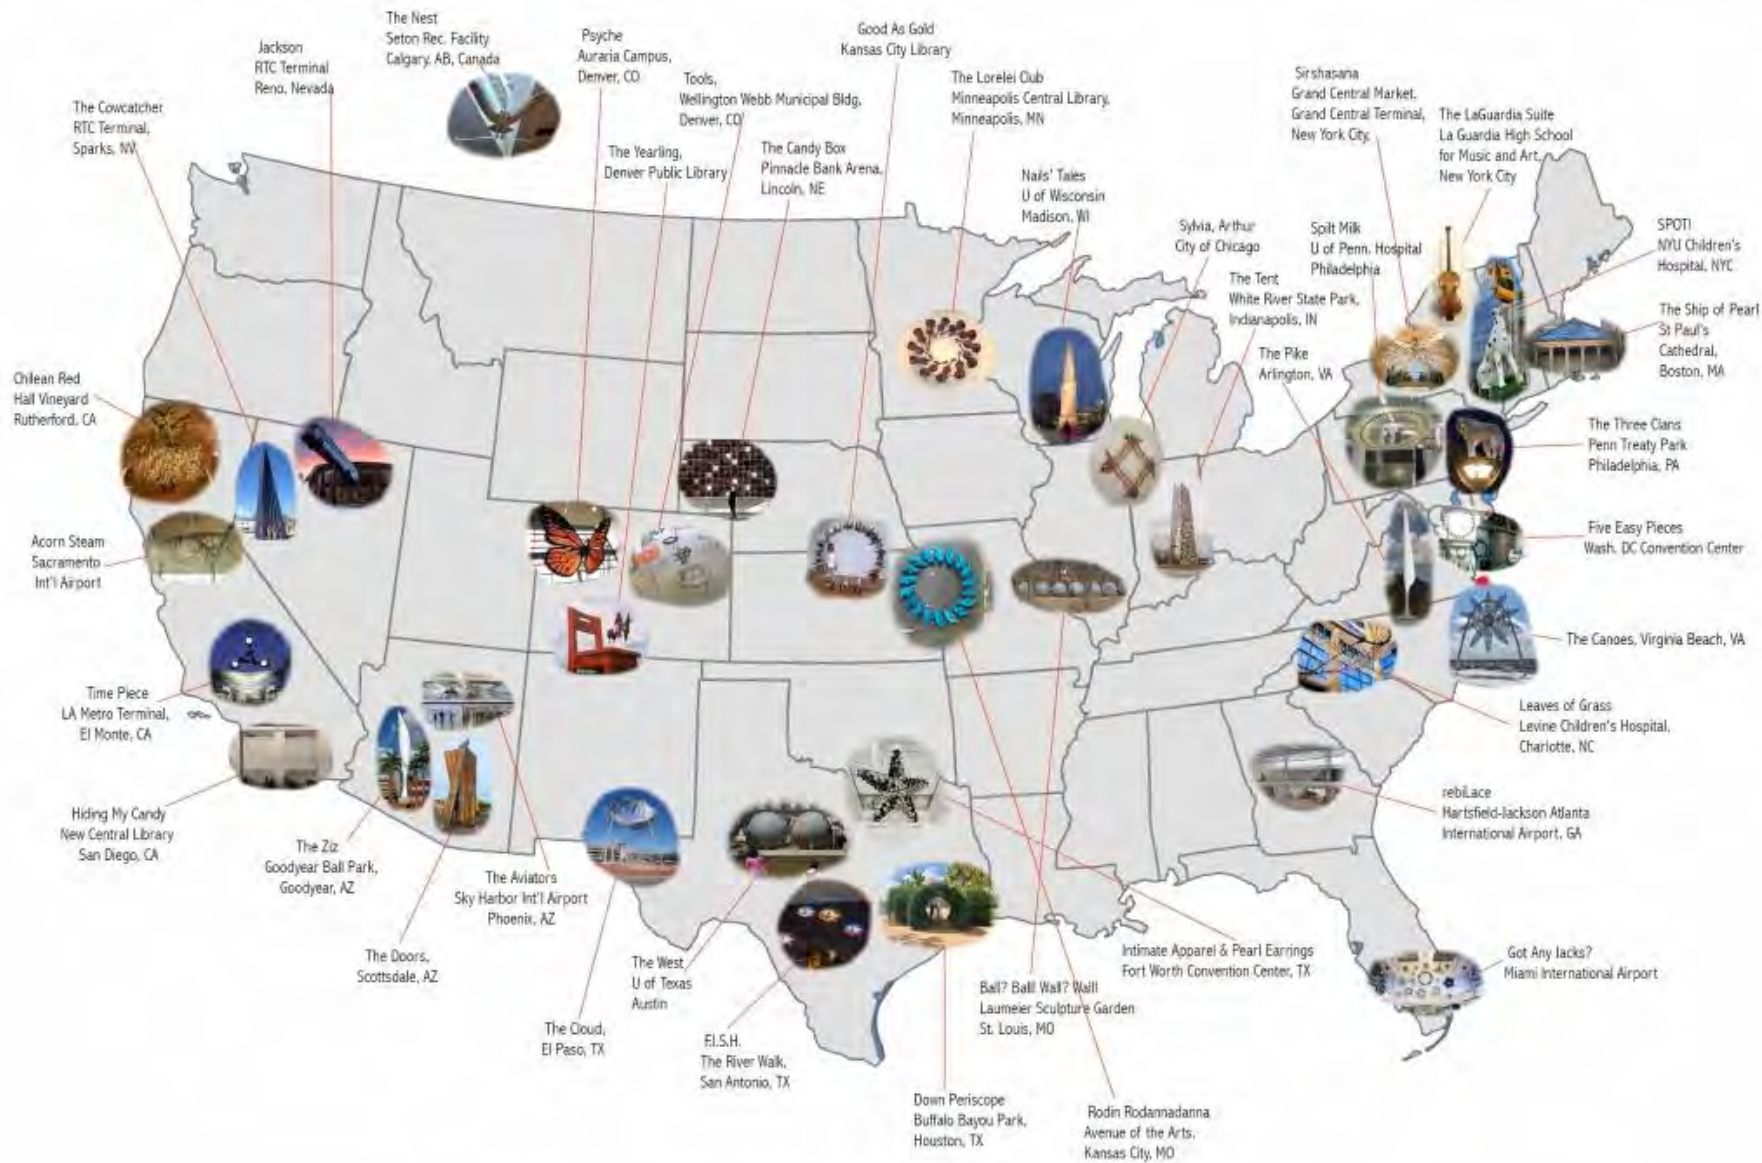 The Nest
Seton Rec. Facility
Calgary, AB, Canada
Jackson
RTC Terminal
Reno, Nevada
The Cowcatcher
RTC Terminal,
Sparks, NV
Psyche
Auraria Campus,
Denver, CO
Tools,
Wellington Webb Municipal Bldg,
Denver, CO
The Yearling,
Denver Public Library
The Candy Box
Pinnacle Bank Arena,
Lincoln, NE
Good As Gold
Kansas City Library
The Lorelei Club
Minneapolis Central Library,
Minneapolis, MN
Nails' Tales
U of Wisconsin
Madison, WI
Sylvia, Arthur
City of Chicago
The Tent
White River State Park,
Indianapolis, IN
The Pike
Arlington, VA
Spilt Milk
U of Penn. Hospital
Philadelphia
Sirshasana
Grand Central Market,
Grand Central Terminal,
New York City,
The LaGuardia Suite
La Guardia High School
for Music and Art,
New York City
SPOT!
NYU Children's
Hospital, NYC
The Ship of Pearl
St Paul's
Cathedral,
Boston, MA
The Three Clans
Penn Treaty Park
Philadelphia, PA
Five Easy Pieces
Wash. DC Convention Center
The Canoes, Virginia Beach, VA
Leaves of Grass
Levine Children's Hospital,
Charlotte, NC
rebiLace
Hartsfield-Jackson Atlanta
International Airport, GA
Got Any Jacks?
Miami International Airport
Chilean Red
Hall Vineyard
Rutherford, CA
Acorn Steam
Sacramento
Int'l Airport
Time Piece
LA Metro Terminal,
El Monte, CA
Hiding My Candy
New Central Library
San Diego, CA
The Ziz
Goodyear Ball Park,
Goodyear, AZ
The Doors,
Scottsdale, AZ
The Aviators
Sky Harbor Int'l Airport
Phoenix, AZ
The Cloud,
El Paso, TX
The West
U of Texas
Austin
F.I.S.H.
The River Walk,
San Antonio, TX
Down Periscope
Buffalo Bayou Park,
Houston, TX
Ball? Ball! Wall? Wall!
Laumeier Sculpture Garden
St. Louis, MO
Intimate Apparel & Pearl Earrings
Fort Worth Convention Center, TX
Rodin Rodannadanna
Avenue of the Arts,
Kansas City, MO